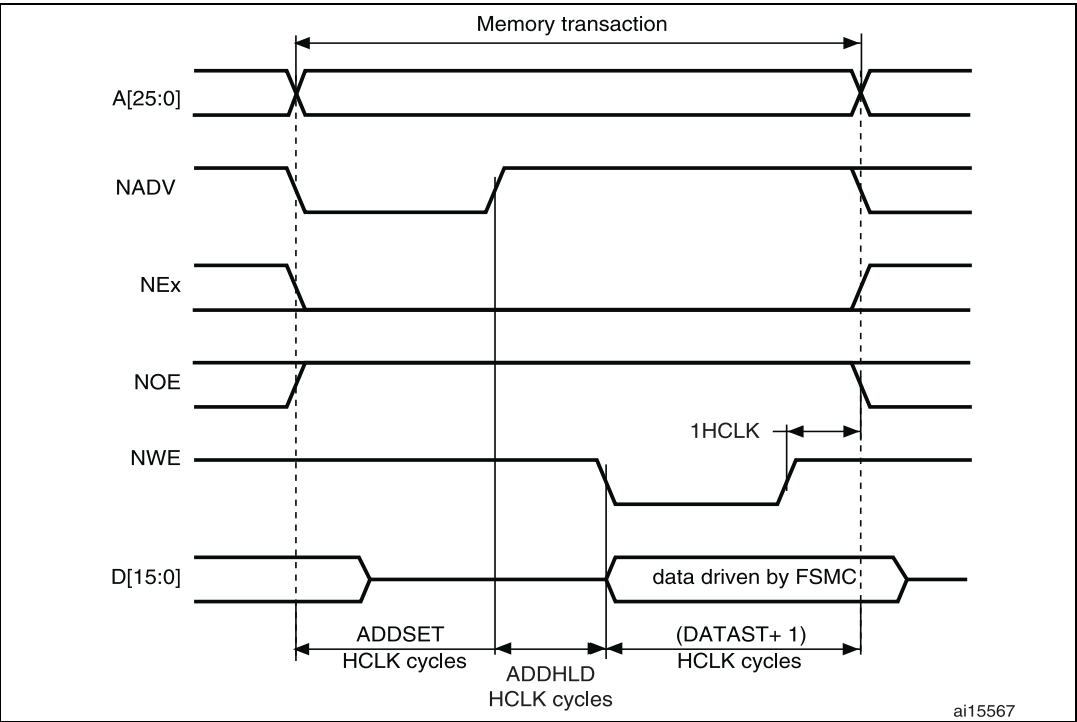 Memory transaction
A[25:0]
NADV
NEx
NOE
1HCLK
NWE
D[15:0]
data driven by FSMC
ADDSET
HCLK cycles
ADDHLD
HCLK cycles
(DATAST+ 1)
HCLK cycles
ai15567